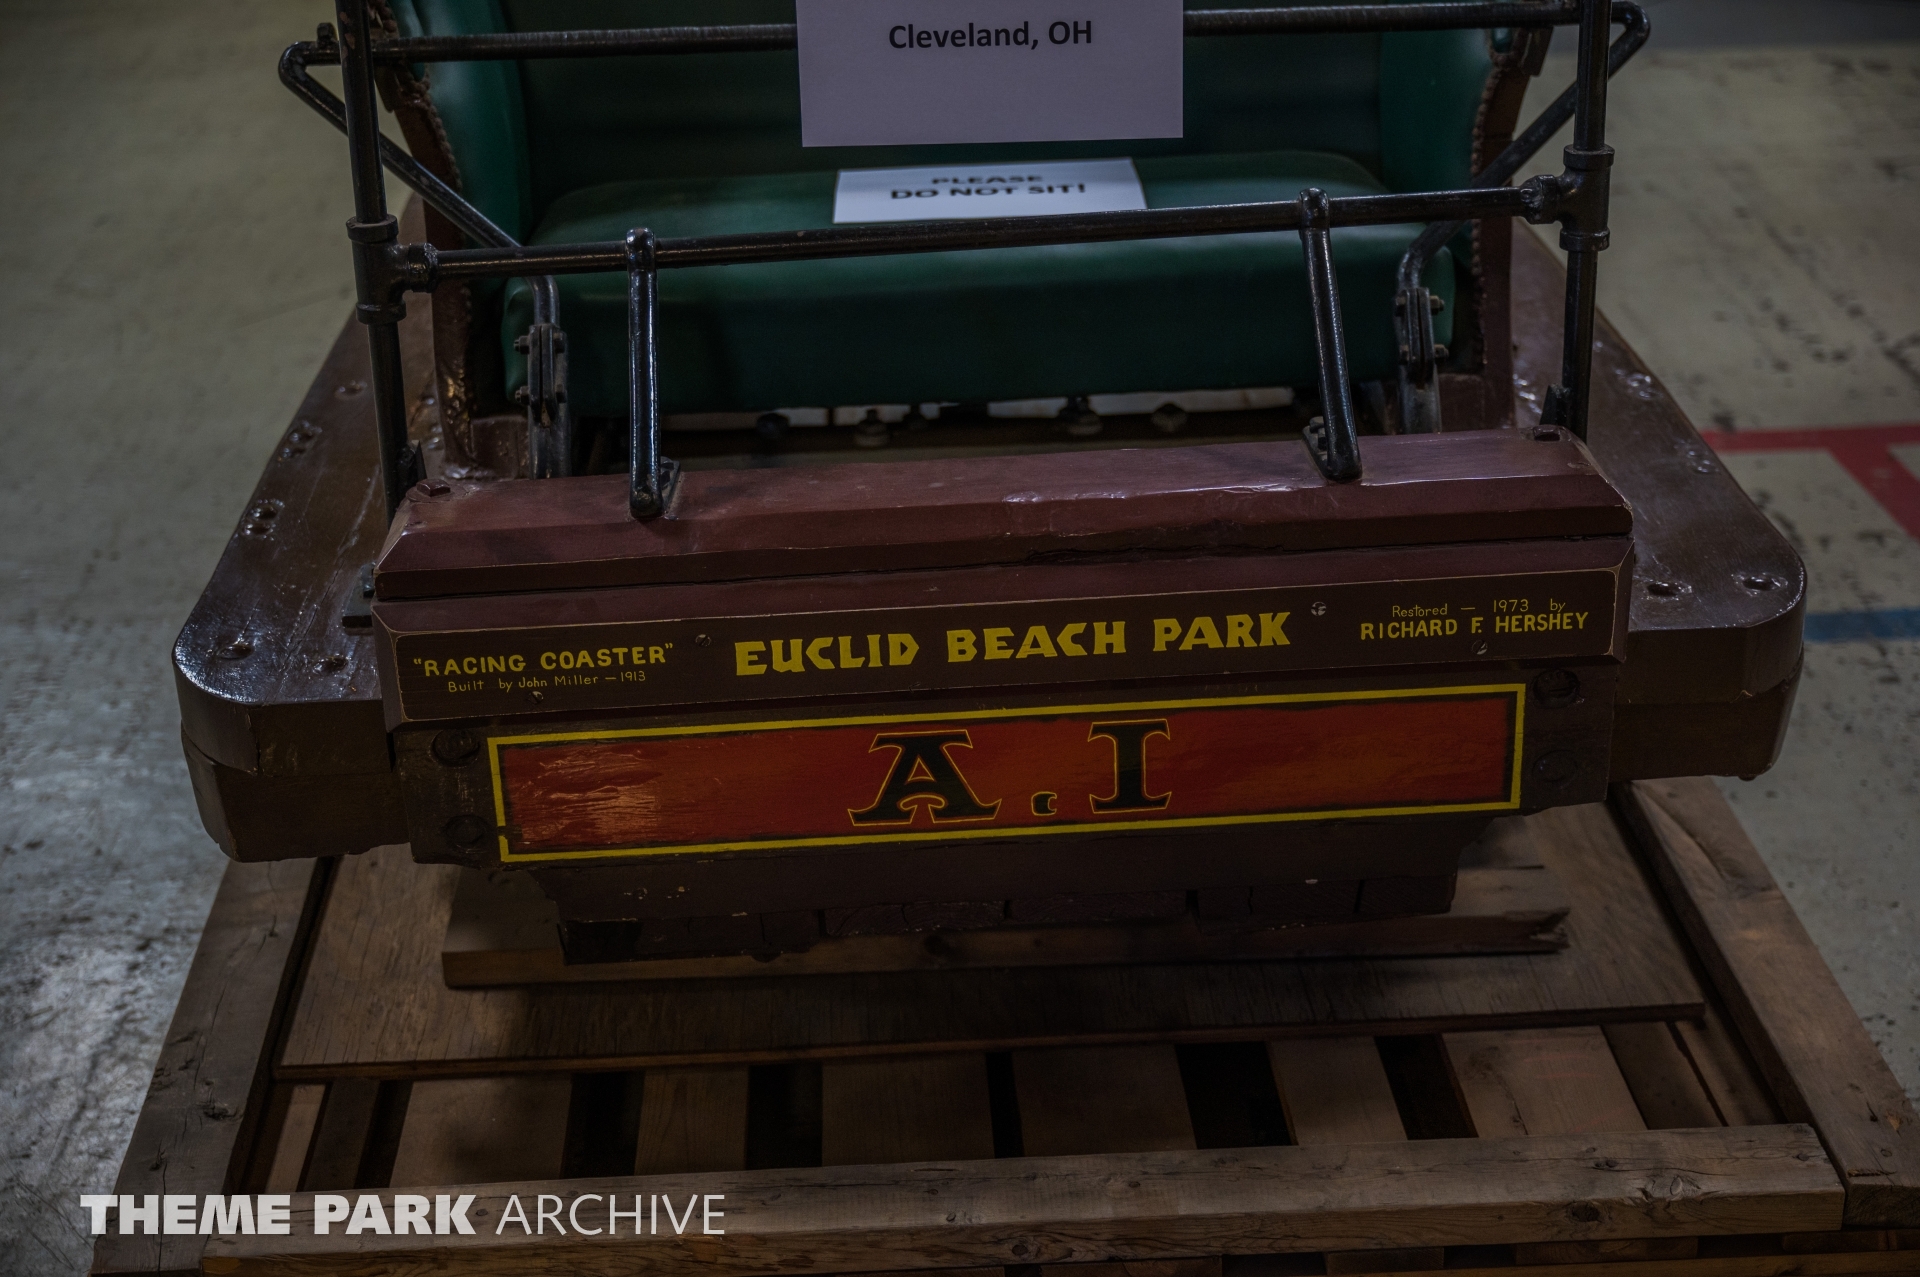 Cleveland, OH
PLEASE
DO NOT SIT!
"RACING COASTER"
Built by John Miller — 1913
EUCLID BEACH PARK
Restored — 1973 by
RICHARD F. HERSHEY
A.I
THEME PARK ARCHIVE